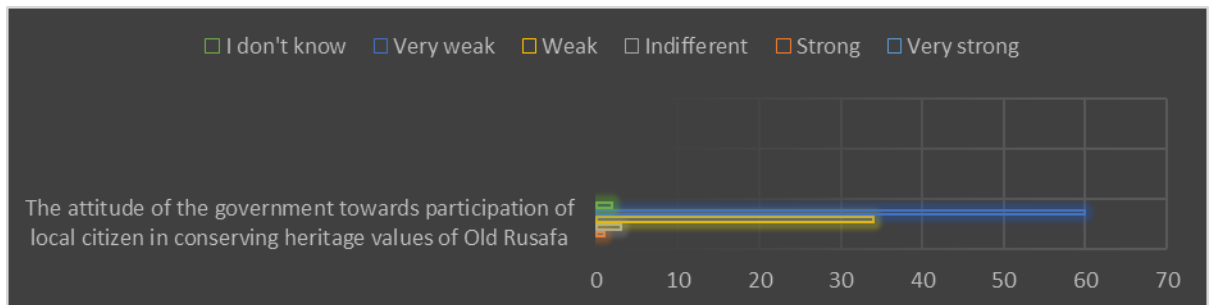 I don't know Very weak Weak Indifferent Strong Very strong
The attitude of the government towards participation of
local citizen in conserving heritage values of Old Rusafa
0 10 20 30 40 50 60 70